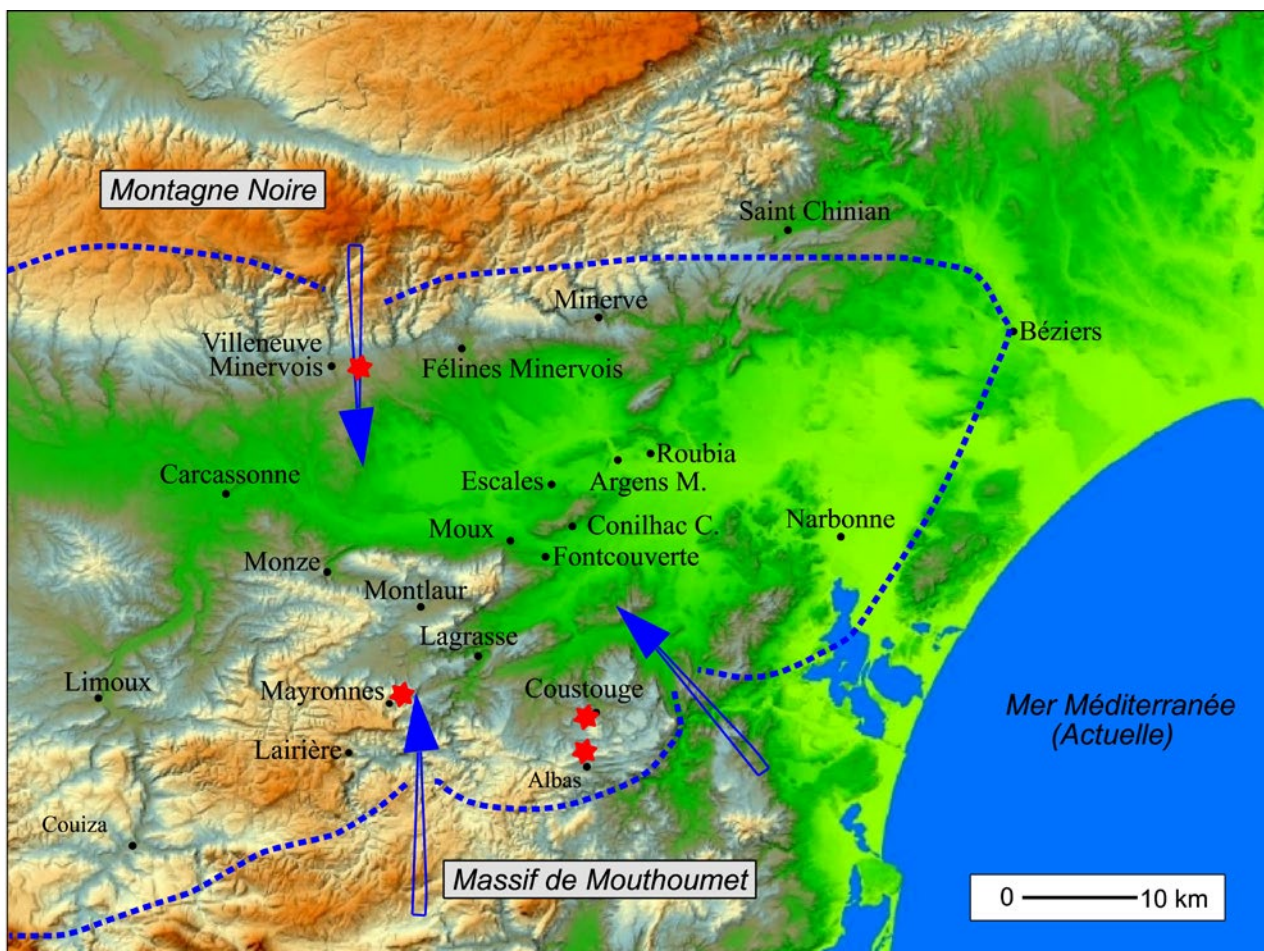 Montagne Noire
Saint Chinian
Minerve
Villeneuve
Minervois
Félines Minervois
Béziers
Roubia
Argens M.
Escales
Carcassonne
Conilhac C.
Narbonne
Moux
Fontcouverte
Monze
Montlaur
Lagrasse
Limoux
Mayronnes
Coustouge
Mer Méditerranée
(Actuelle)
Lairière
Albas
Couiza
Massif de Mouthoumet
0 10 km